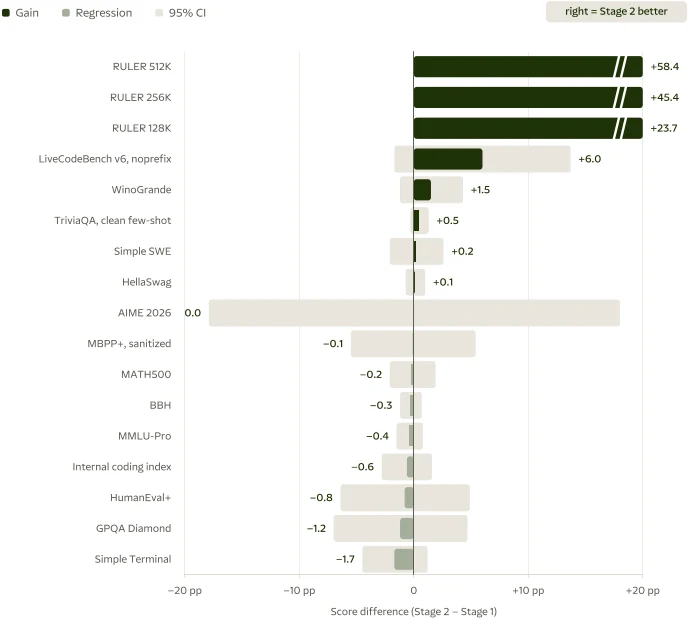 Gain Regression 95% CI right = Stage 2 better
RULER 512K +58.4
RULER 256K +45.4
RULER 128K +23.7
LiveCodeBench v6, noprefix +6.0
WinoGrande +1.5
TriviaQA, clean few-shot +0.5
Simple SWE +0.2
HellaSwag +0.1
AIME 2026 0.0
MBPP+, sanitized −0.1
MATH500 −0.2
BBH −0.3
MMLU-Pro −0.4
Internal coding index −0.6
HumanEval+ −0.8
GPQA Diamond −1.2
Simple Terminal −1.7
−20 pp −10 pp 0 +10 pp +20 pp
Score difference (Stage 2 − Stage 1)